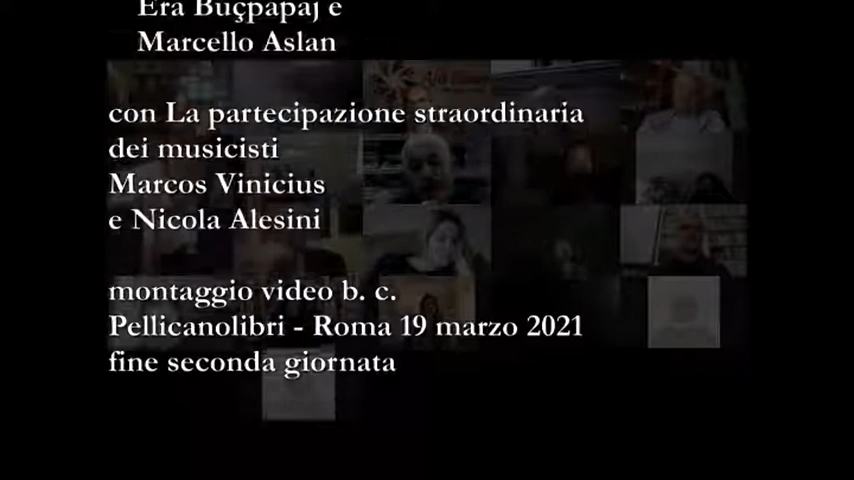 Era Buçpapaj e
Marcello Aslan
con La partecipazione straordinaria
dei musicisti
Marcos Vinicius
e Nicola Alesini
montaggio video b. c.
Pellicanolibri - Roma 19 marzo 2021
fine seconda giornata